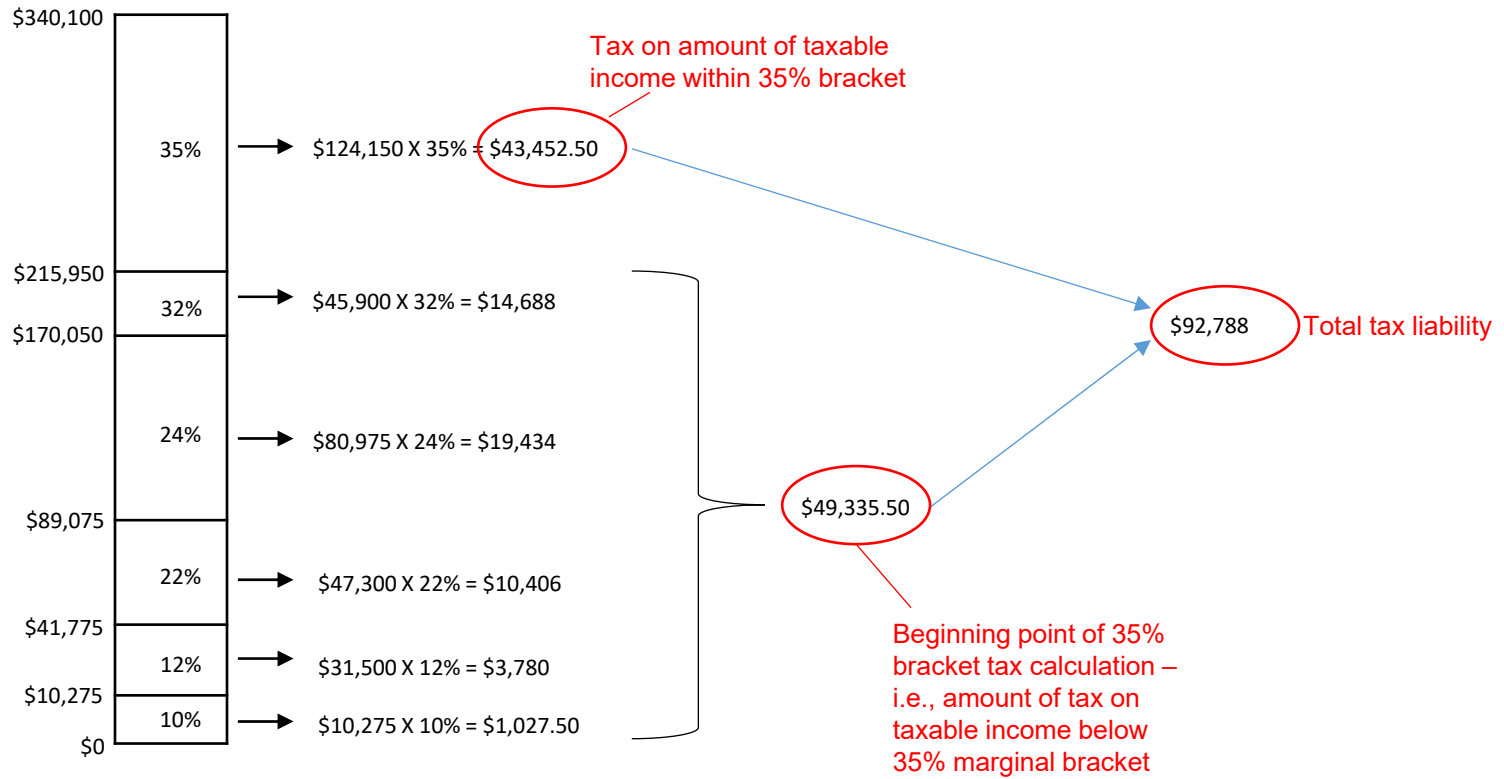 $340,100
Tax on amount of taxable
income within 35% bracket
35%
$124,150 X 35% = $43,452.50
$215,950
32%
$45,900 X 32% = $14,688
$170,050
$92,788
Total tax liability
24%
$80,975 X 24% = $19,434
$49,335.50
$89,075
22%
$47,300 X 22% = $10,406
$41,775
Beginning point of 35%
bracket tax calculation –
i.e., amount of tax on
taxable income below
35% marginal bracket
12%
$31,500 X 12% = $3,780
$10,275
10%
$10,275 X 10% = $1,027.50
$0